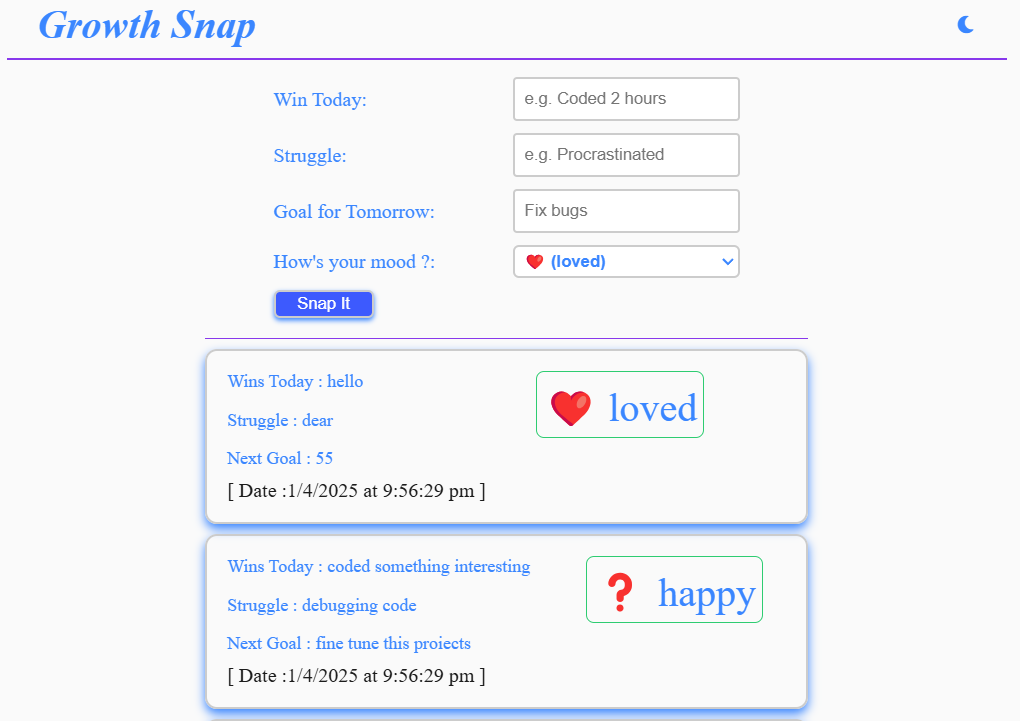 Growth Snap
Win Today: e.g. Coded 2 hours
Struggle: e.g. Procrastinated
Goal for Tomorrow: Fix bugs
How's your mood ?: ❤️ (loved)
Snap It
Wins Today : hello
Struggle : dear
Next Goal : 55
[ Date :1/4/2025 at 9:56:29 pm ]
❤️ loved
Wins Today : coded something interesting
Struggle : debugging code
Next Goal : fine tune this projects
[ Date :1/4/2025 at 9:56:29 pm ]
❓ happy